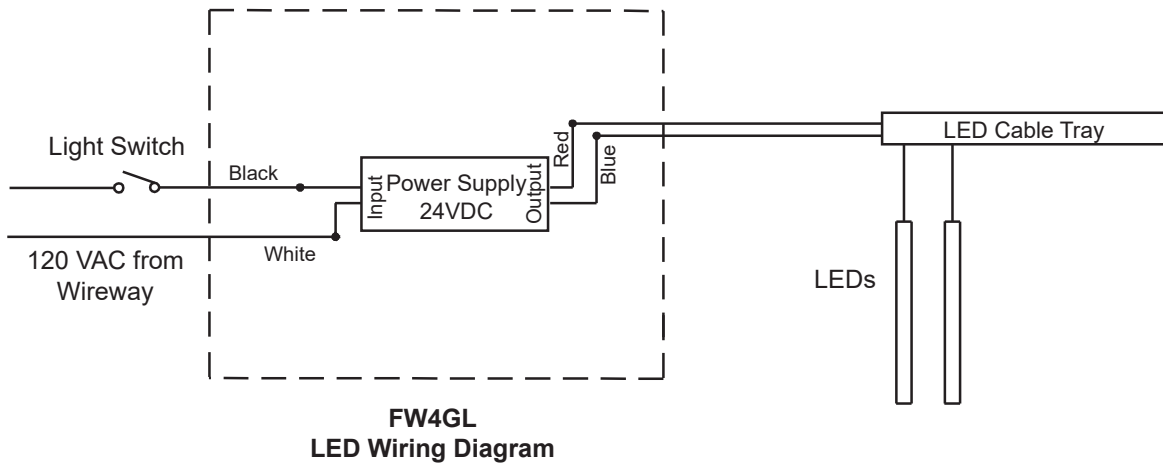 Light Switch
Black
White
120 VAC from
Wireway
Input
Power Supply
24VDC
Output
Red
Blue
LED Cable Tray
LEDs
FW4GL
LED Wiring Diagram